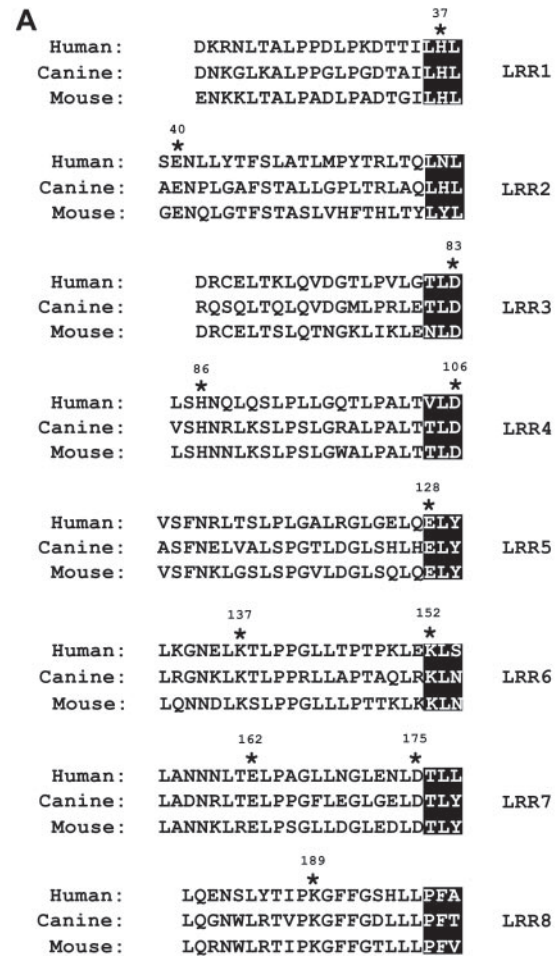 A
37
*
Human: DKRNLTALPPDLPKDTTILHL
Canine: DNKGLKALPPGLPGDTAILHL LRR1
Mouse: ENKKLTALPADLPADTGILHL
40
*
Human: SENLLYTFSLATLMPYTRLTQLNL
Canine: AENPLGAFSTALLGPLTRLAQLHL LRR2
Mouse: GENQLGTFSTASLVHFTHLTYLYL
83
*
Human: DRCELTKLQVDGTLPVLGTLD
Canine: RQSQLTQLQVDGMLPRLETLD LRR3
Mouse: DRCELTSLQTNGKLIKLENLD
86 106
* *
Human: LSHNQLQSLPLLGQTLPALTVLD
Canine: VSHNRLKSLPSLGRALPALTTLD LRR4
Mouse: LSHNNLKSLPSLGWALPALTTLD
128
*
Human: VSFNRLTSLPLGALRGLGELQELY
Canine: ASFNELVALSPGTLDGLSHLHELY LRR5
Mouse: VSFNKLGSLSPGVLDGLSQLQELY
137 152
* *
Human: LKGNELKTLPPGLLTPTPKLEKLS
Canine: LRGNKLKTLPPRLLAPTAQLRKLN LRR6
Mouse: LQNNDLKSLPPGLLLPTTKLKKLN
162 175
* *
Human: LANNNLTELPAGLLNGLENLDTLL
Canine: LADNRLTELPPGFLEGLGELDTLY LRR7
Mouse: LANNKLRELPSGLLDGLEDLDTLY
189
*
Human: LQENSLYTIPKGFFGSHLLPFA
Canine: LQGNWLRTVPKGFFGDLLLPFT LRR8
Mouse: LQRNWLRTIPKGFFGTLLLPFV